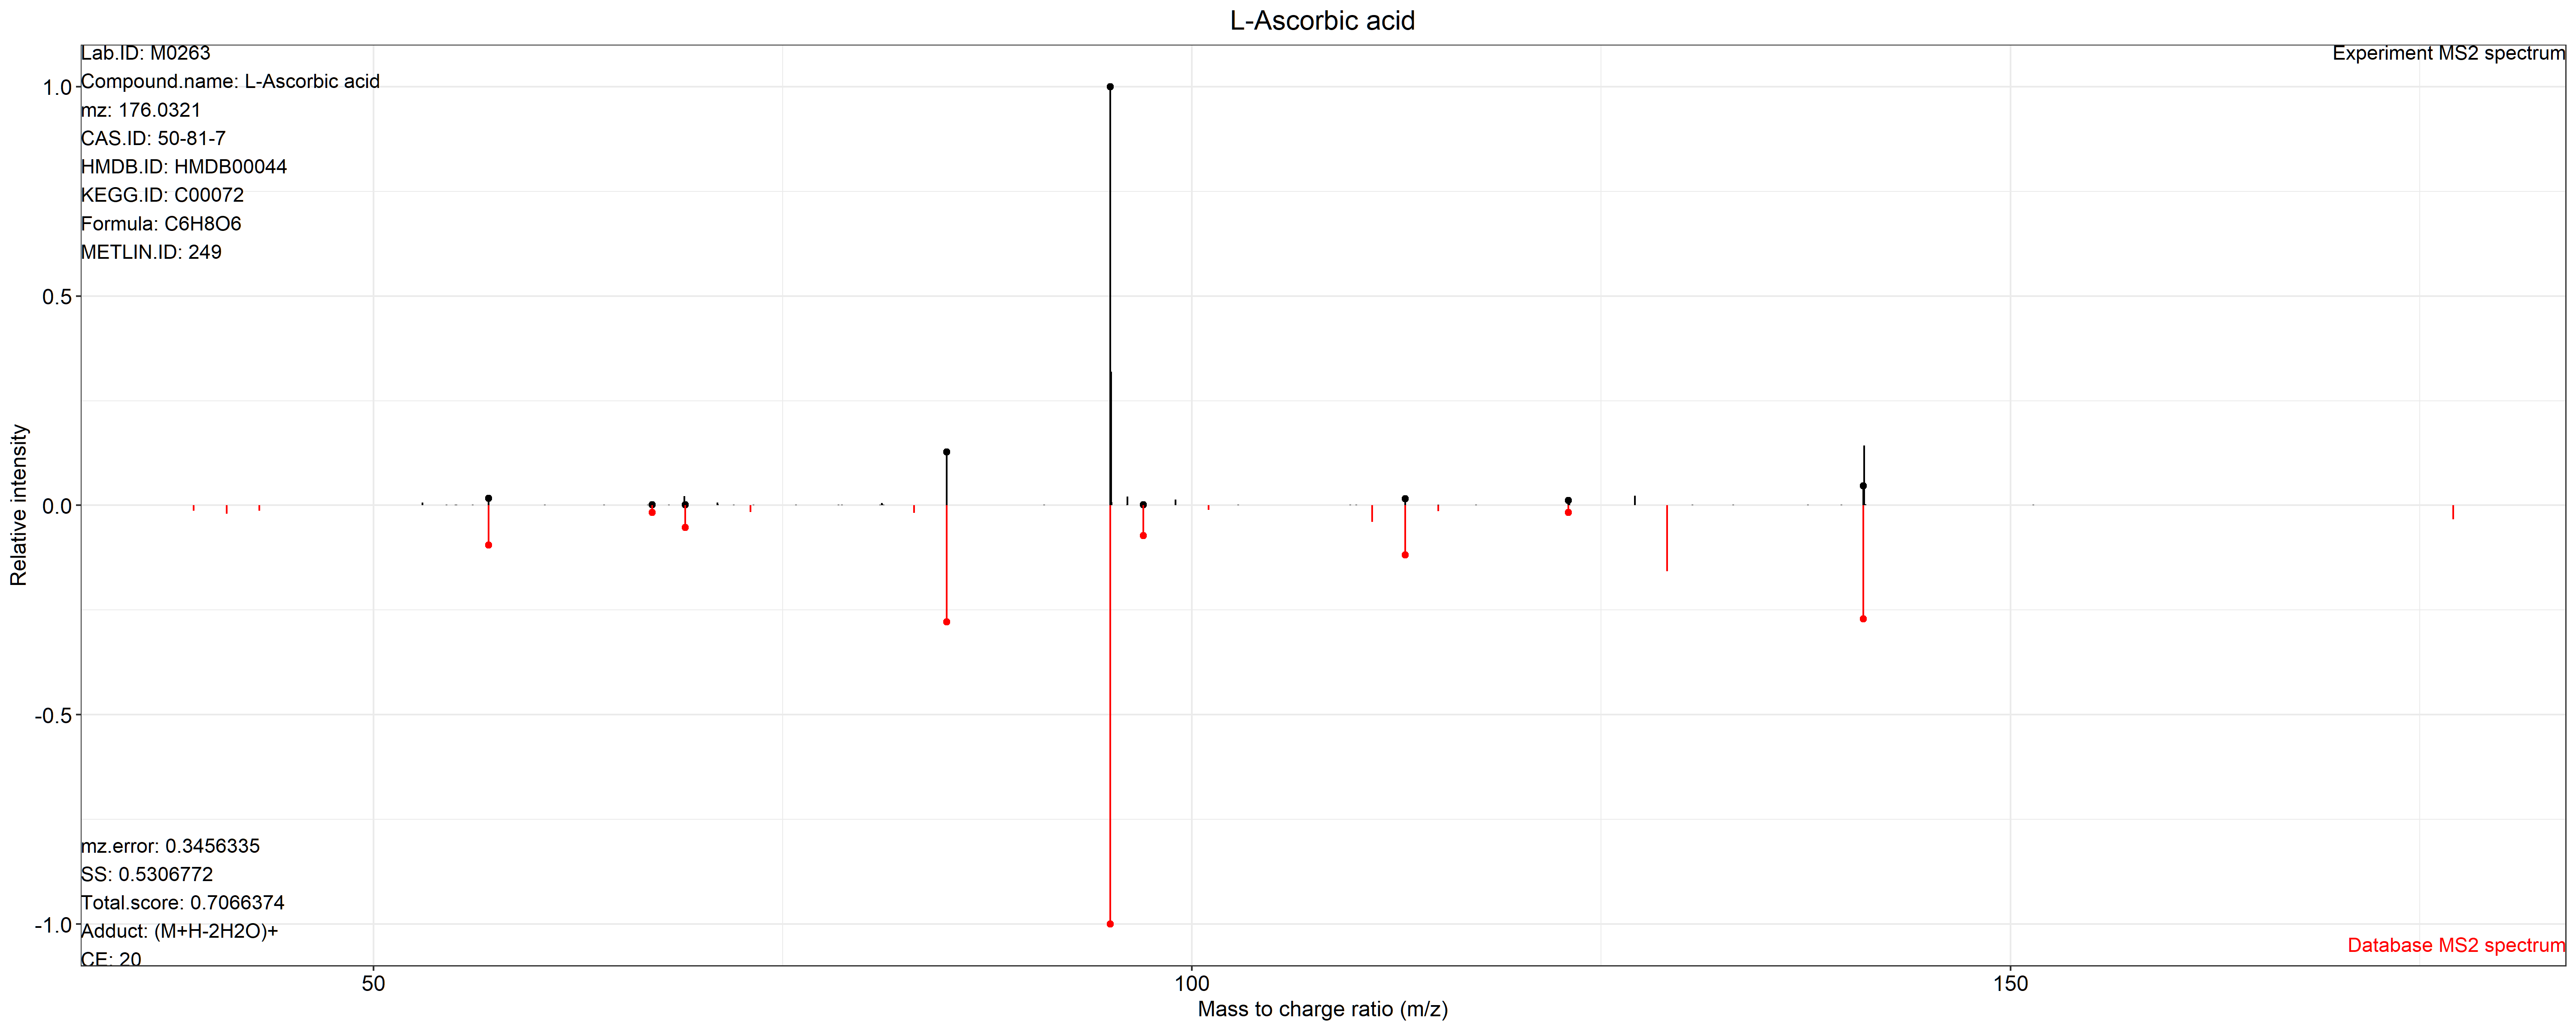 L-Ascorbic acid
Lab.ID: M0263
Experiment MS2 spectrum
Compound.name: L-Ascorbic acid
mz: 176.0321
CAS.ID: 50-81-7
HMDB.ID: HMDB00044
KEGG.ID: C00072
Formula: C6H8O6
METLIN.ID: 249
1.0
0.5
0.0
-0.5
-1.0
Relative intensity
mz.error: 0.3456335
SS: 0.5306772
Total.score: 0.7066374
Adduct: (M+H-2H2O)+
CE: 20
Database MS2 spectrum
50
100
150
Mass to charge ratio (m/z)